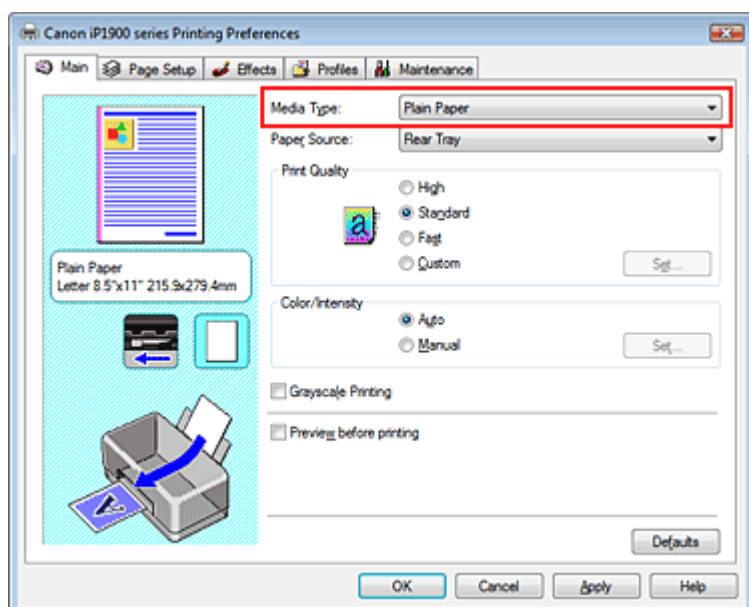 Canon iP1900 series Printing Preferences
Main Page Setup Effects Profiles Maintenance
Media Type: Plain Paper
Paper Source: Rear Tray
Print Quality
High
Standard
Fast
Custom Set...
a
Plain Paper
Letter 8.5"x11" 215.9x279.4mm
Color/Intensity
Auto
Manual Set...
Grayscale Printing
Preview before printing
Defaults
OK Cancel Apply Help